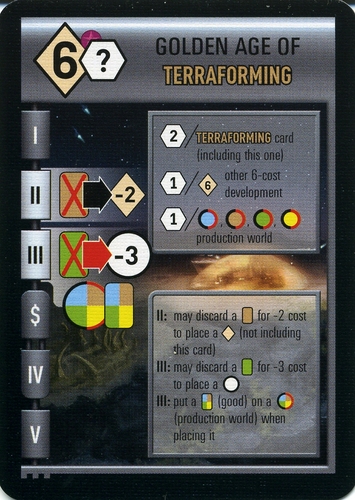 6 ?
GOLDEN AGE OF
TERRAFORMING
I
II
-2
III
-3
$
IV
V
2 / TERRAFORMING card
(including this one)
1 / 6 other 6-cost
development
1 / , , ,
production world
II: may discard a for -2 cost
to place a (not including
this card)
III: may discard a for -3 cost
to place a
III: put a (good) on a
(production world) when
placing it